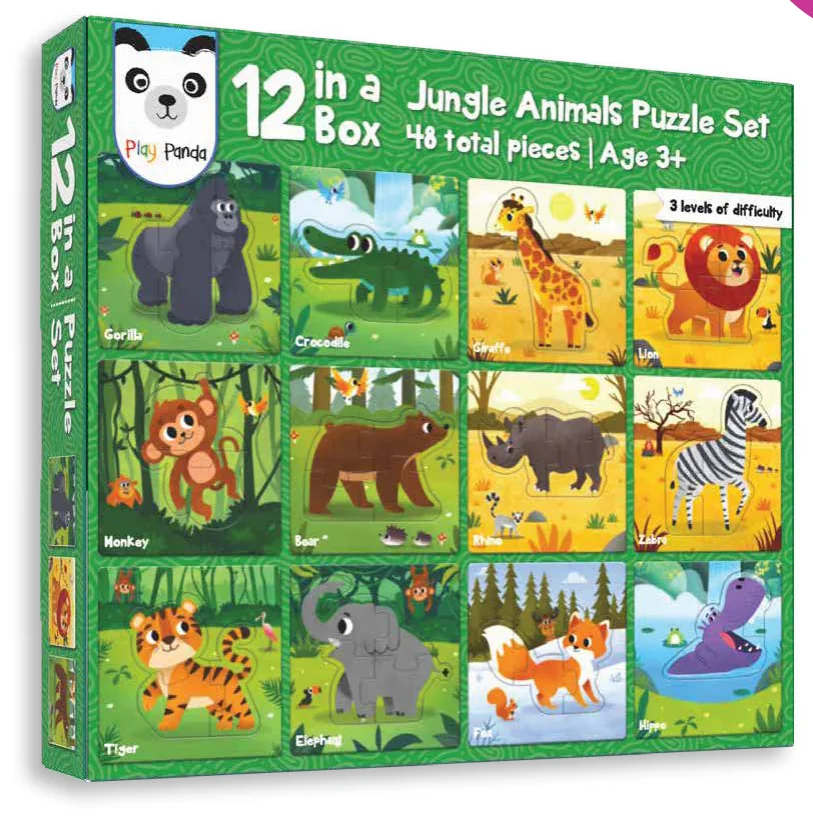 Play Panda
12 in a Box
Jungle Animals Puzzle Set
48 total pieces | Age 3+
3 levels of difficulty
Gorilla
Crocodile
Giraffe
Lion
Monkey
Bear
Rhino
Zebra
Tiger
Elephant
Fox
Hippo
12 in a Box | Puzzle Set